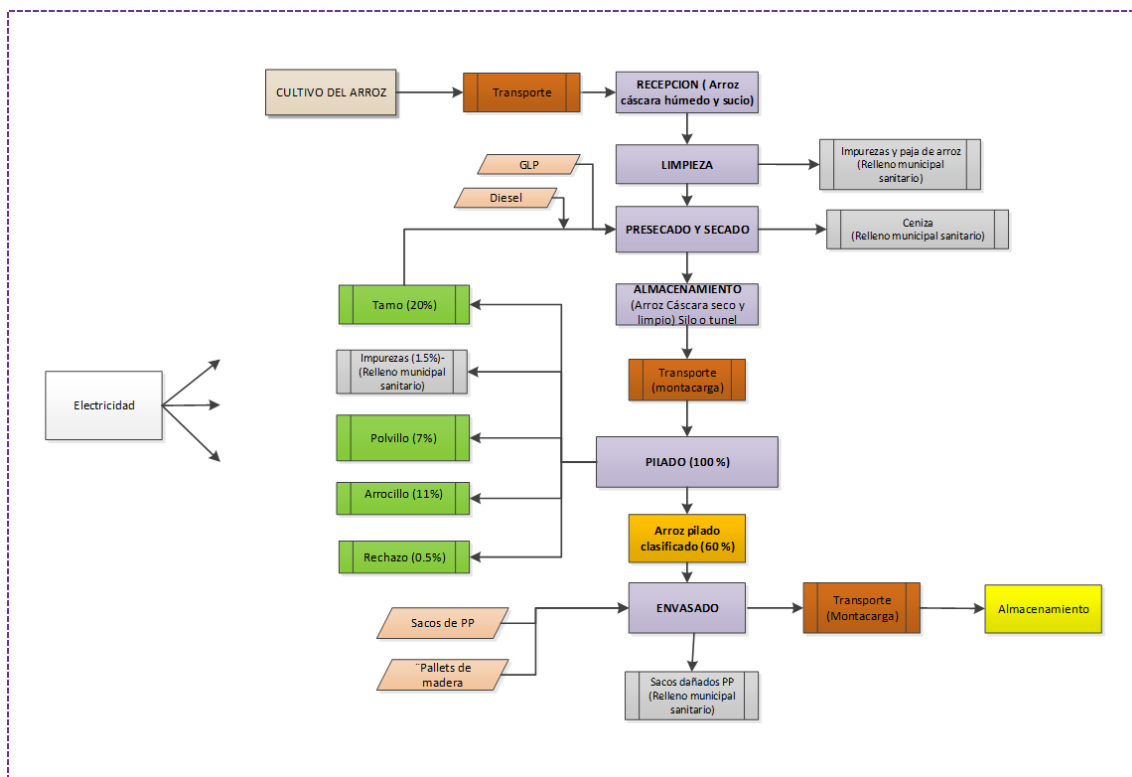 CULTIVO DEL ARROZ
Transporte
RECEPCION ( Arroz
cáscara húmedo y sucio)
GLP
LIMPIEZA
Impurezas y paja de arroz
(Relleno municipal
sanitario)
Diesel
PRESECADO Y SECADO
Ceniza
(Relleno municipal sanitario)
Tamo (20%)
ALMACENAMIENTO
(Arroz Cáscara seco y
limpio) Silo o tunel
Impurezas (1.5%)-
(Relleno municipal
sanitario)
Transporte
(montacarga)
Electricidad
Polvillo (7%)
PILADO (100 %)
Arrocillo (11%)
Arroz pilado
clasificado (60 %)
Rechazo (0.5%)
Sacos de PP
ENVASADO
Transporte
(Montacarga)
Almacenamiento
¨Pallets de
madera
Sacos dañados PP
(Relleno municipal
sanitario)